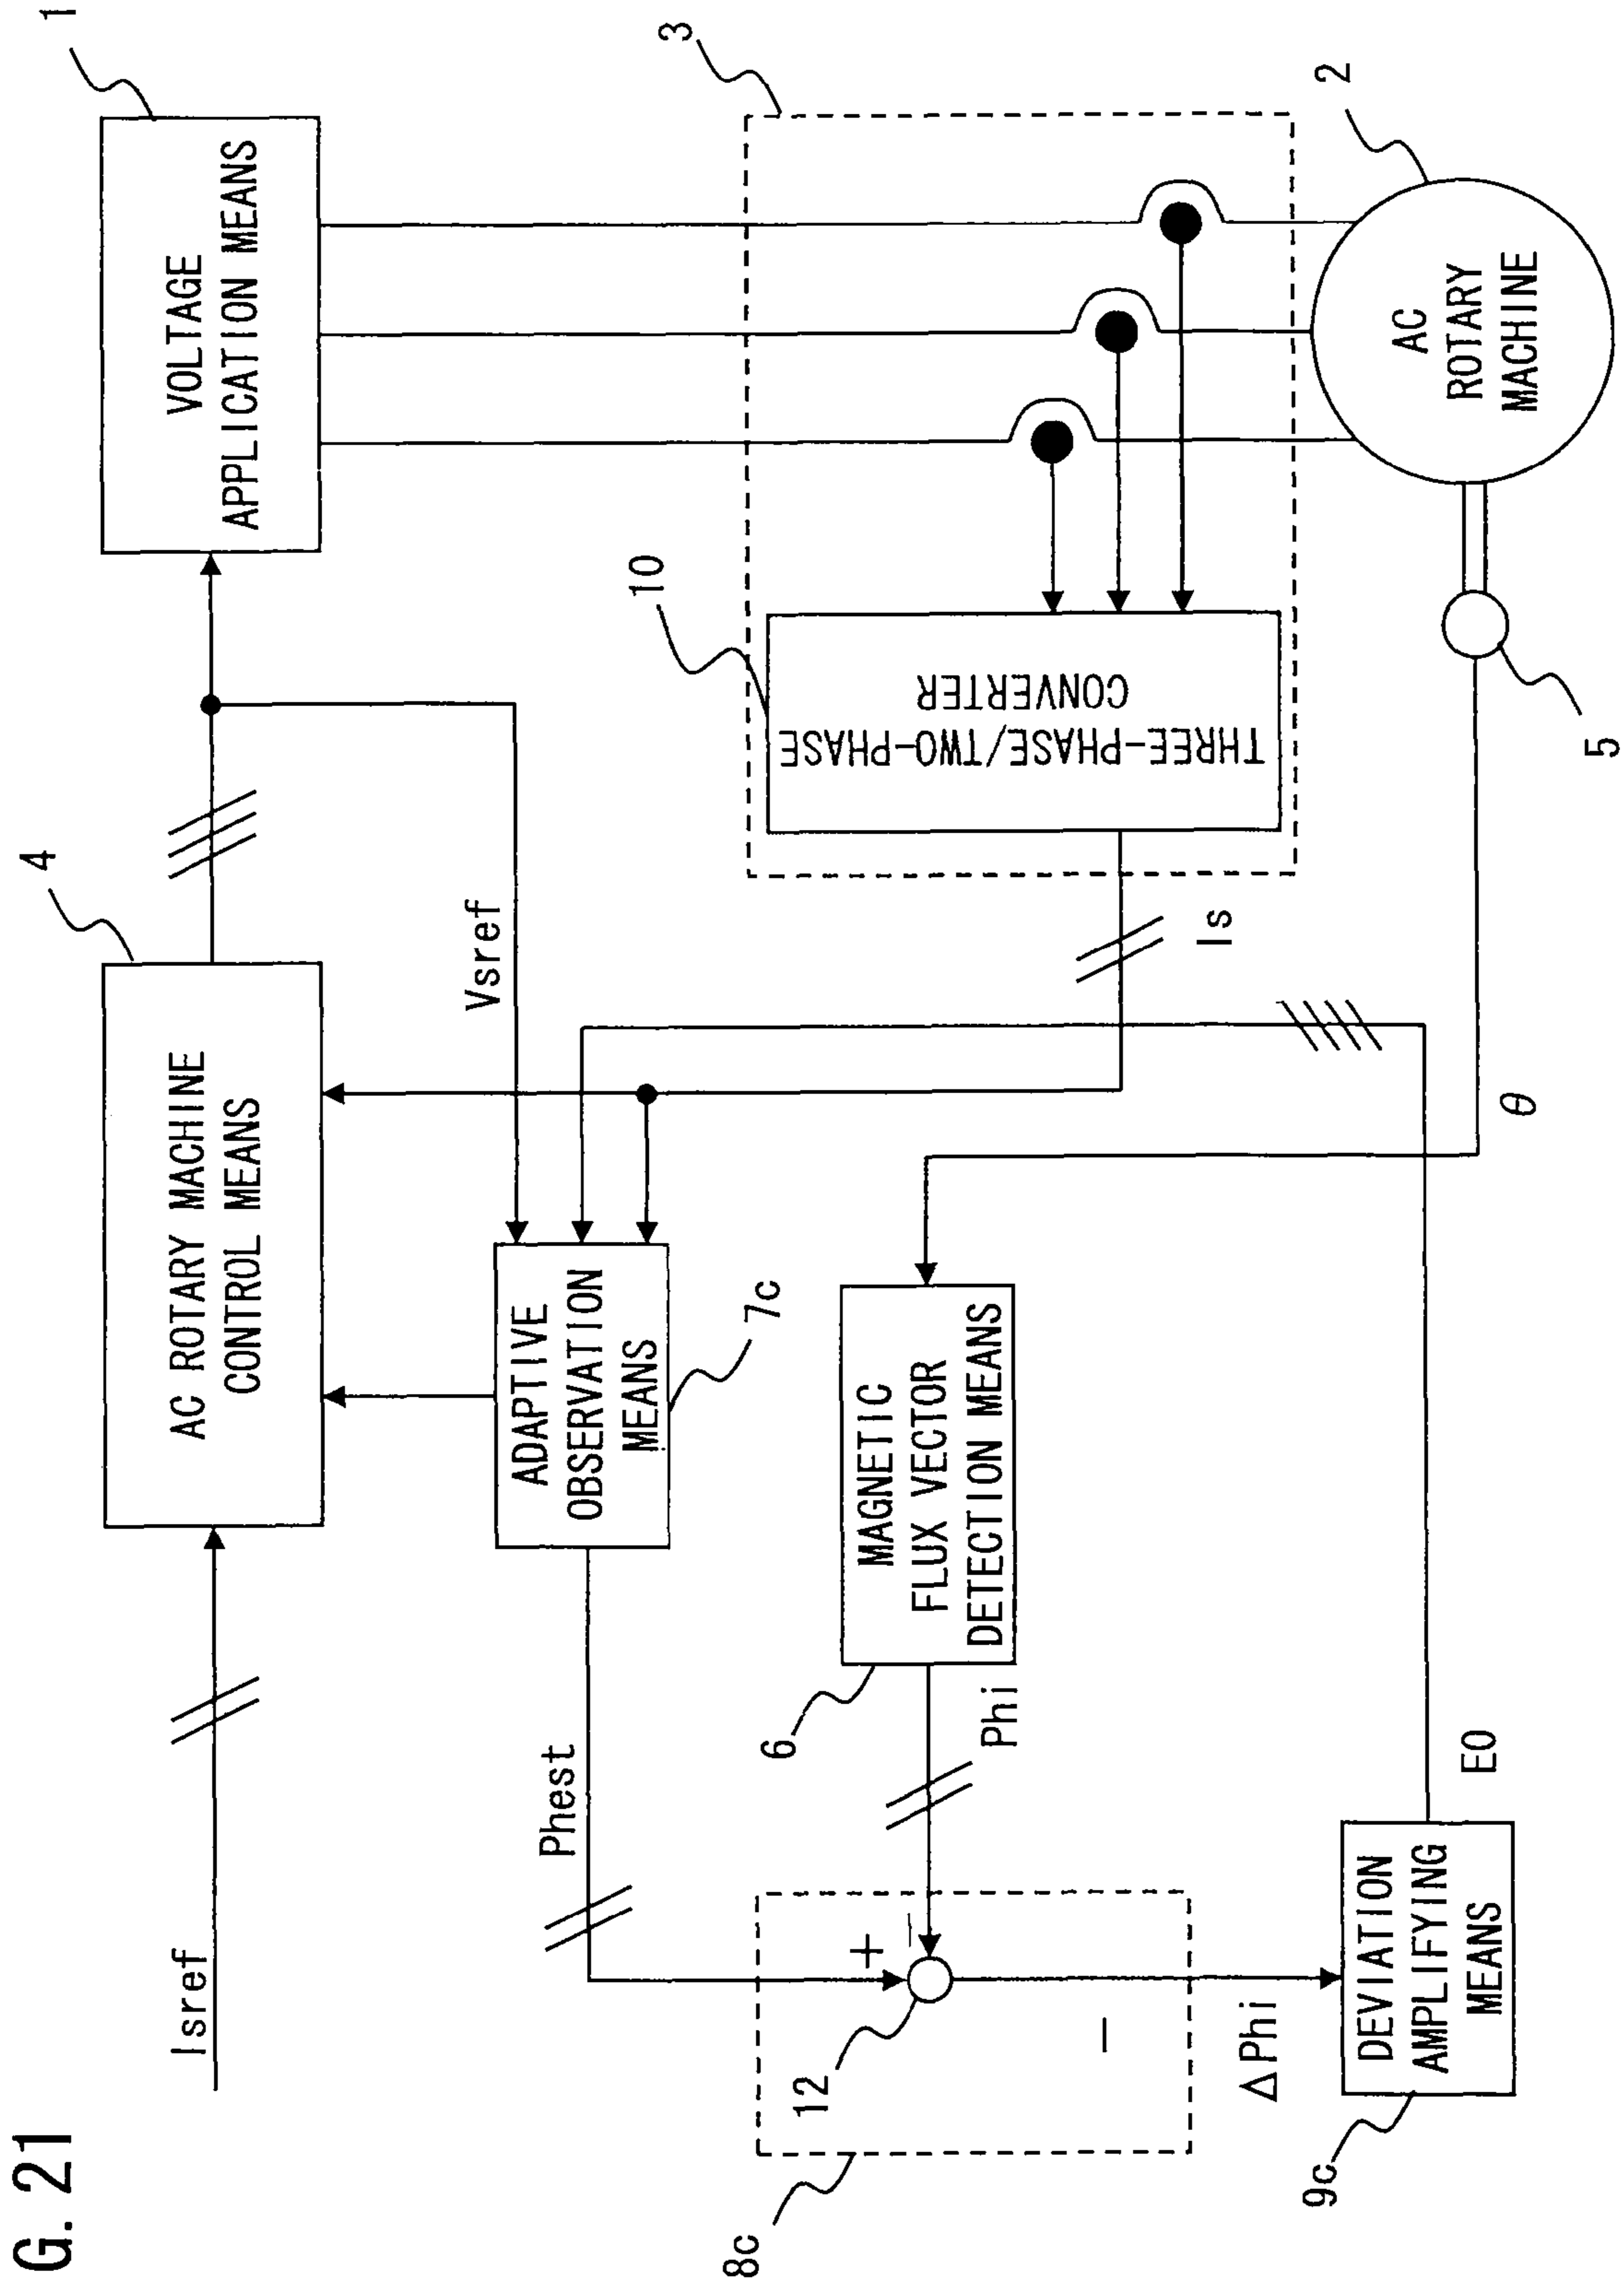 G. 21
Isref
4
AC ROTARY MACHINE
CONTROL MEANS
1
VOLTAGE
APPLICATION MEANS
Vsref
Phest
ADAPTIVE
OBSERVATION
MEANS
7c
10
3
THREE-PHASE/TWO-PHASE
CONVERTER
Is
6
MAGNETIC
FLUX VECTOR
DETECTION MEANS
Phi
8c
12
+
−
−
ΔPhi
9c
DEVIATION
AMPLIFYING
MEANS
E0
θ
5
2
AC
ROTARY
MACHINE